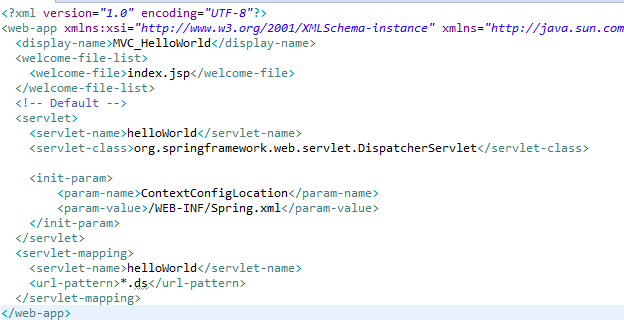 <?xml version="1.0" encoding="UTF-8"?>
<web-app xmlns:xsi="http://www.w3.org/2001/XMLSchema-instance" xmlns="http://java.sun.com
<display-name>MVC_HelloWorld</display-name>
<welcome-file-list>
<welcome-file>index.jsp</welcome-file>
</welcome-file-list>
<!-- Default -->
<servlet>
<servlet-name>helloWorld</servlet-name>
<servlet-class>org.springframework.web.servlet.DispatcherServlet</servlet-class>
<init-param>
<param-name>ContextConfigLocation</param-name>
<param-value>/WEB-INF/Spring.xml</param-value>
</init-param>
</servlet>
<servlet-mapping>
<servlet-name>helloWorld</servlet-name>
<url-pattern>*.ds</url-pattern>
</servlet-mapping>
</web-app>